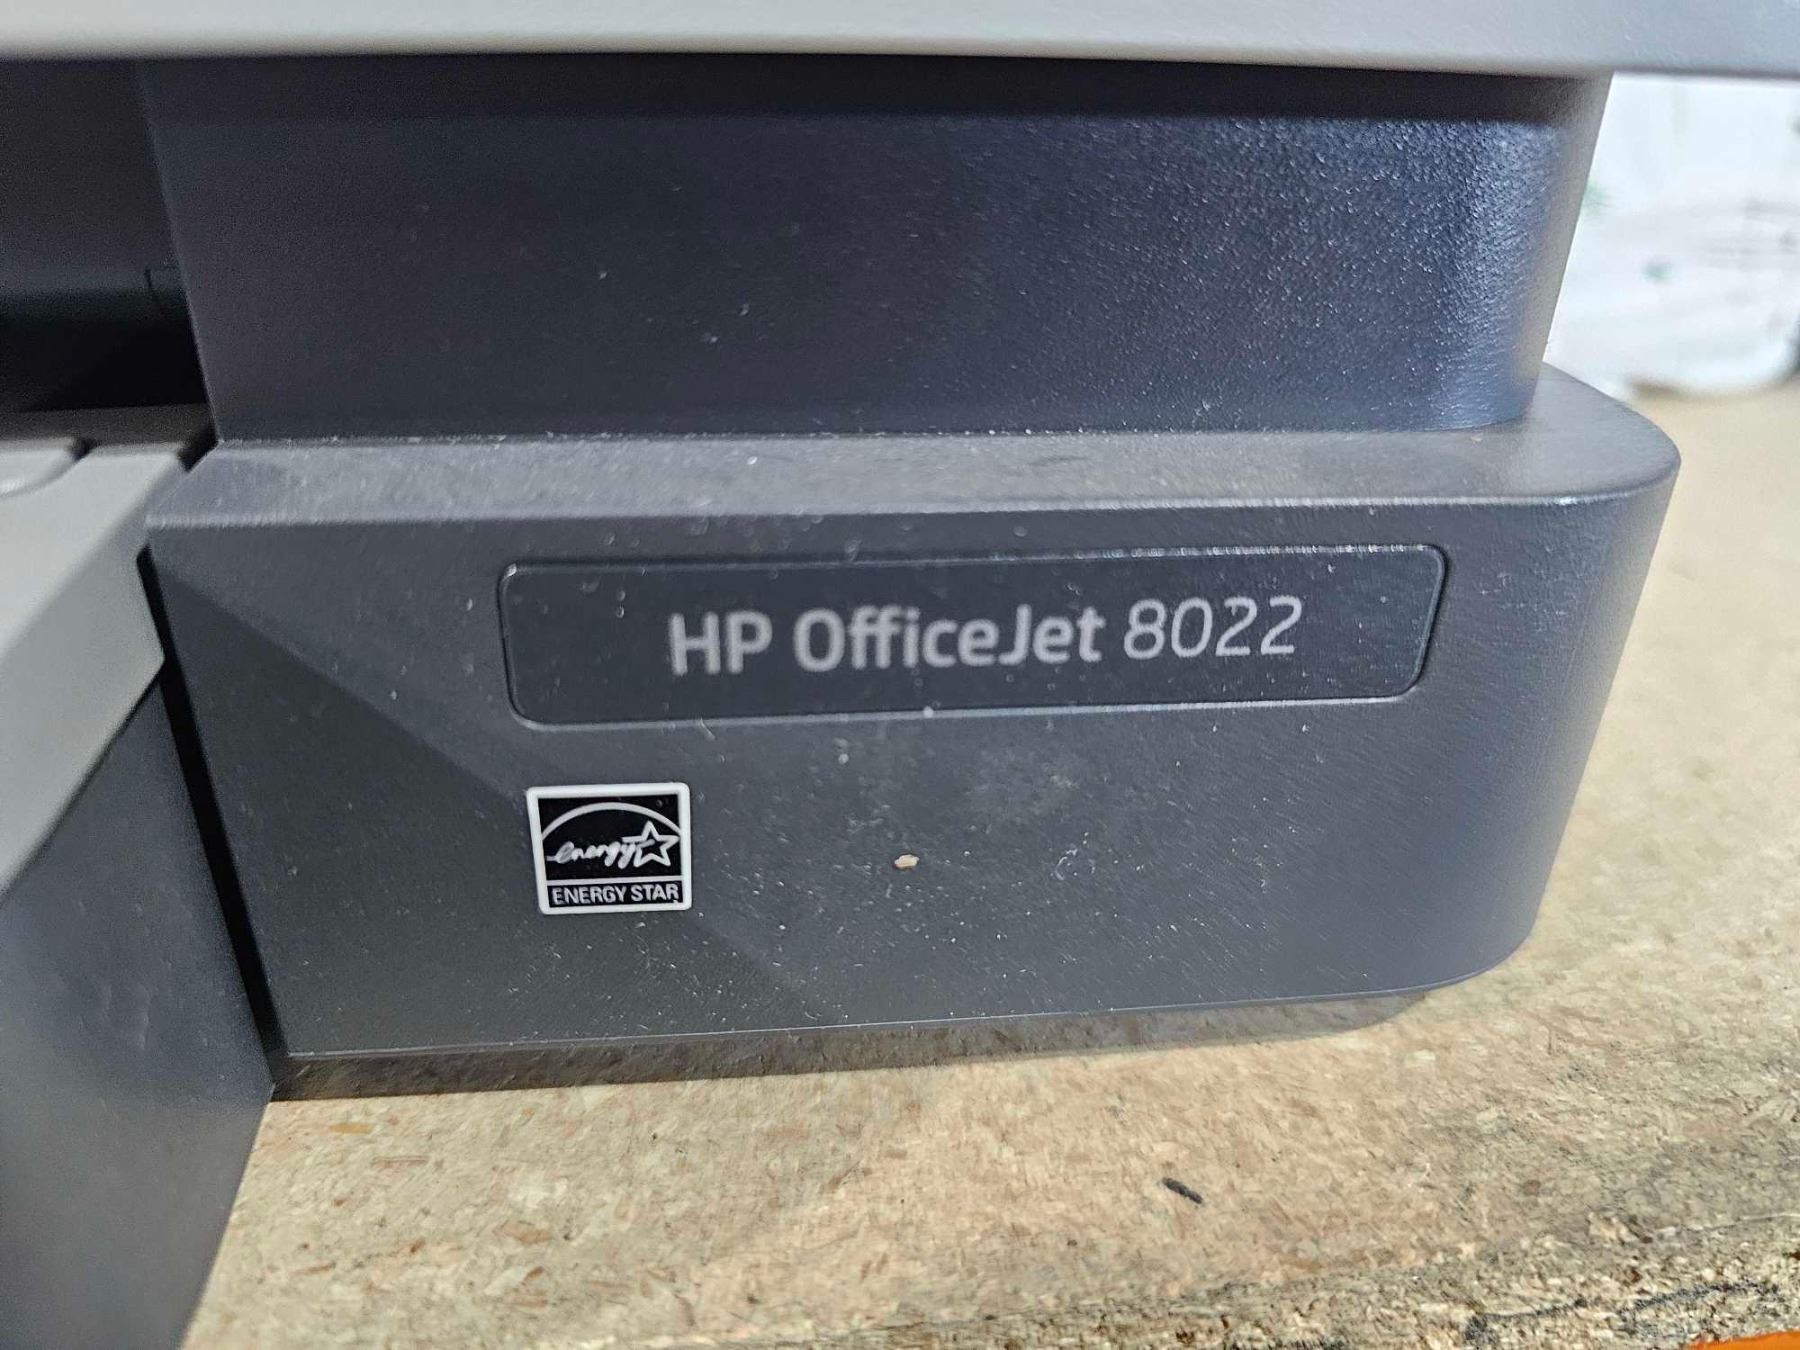 HP OfficeJet 8022
energy
ENERGY STAR